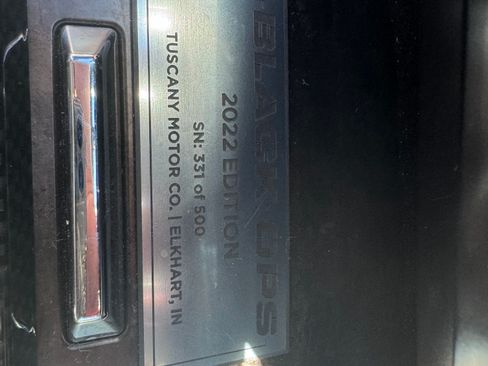 BLACK OPS
2022 EDITION
SN: 331 of 500
TUSCANY MOTOR CO. | ELKHART, IN